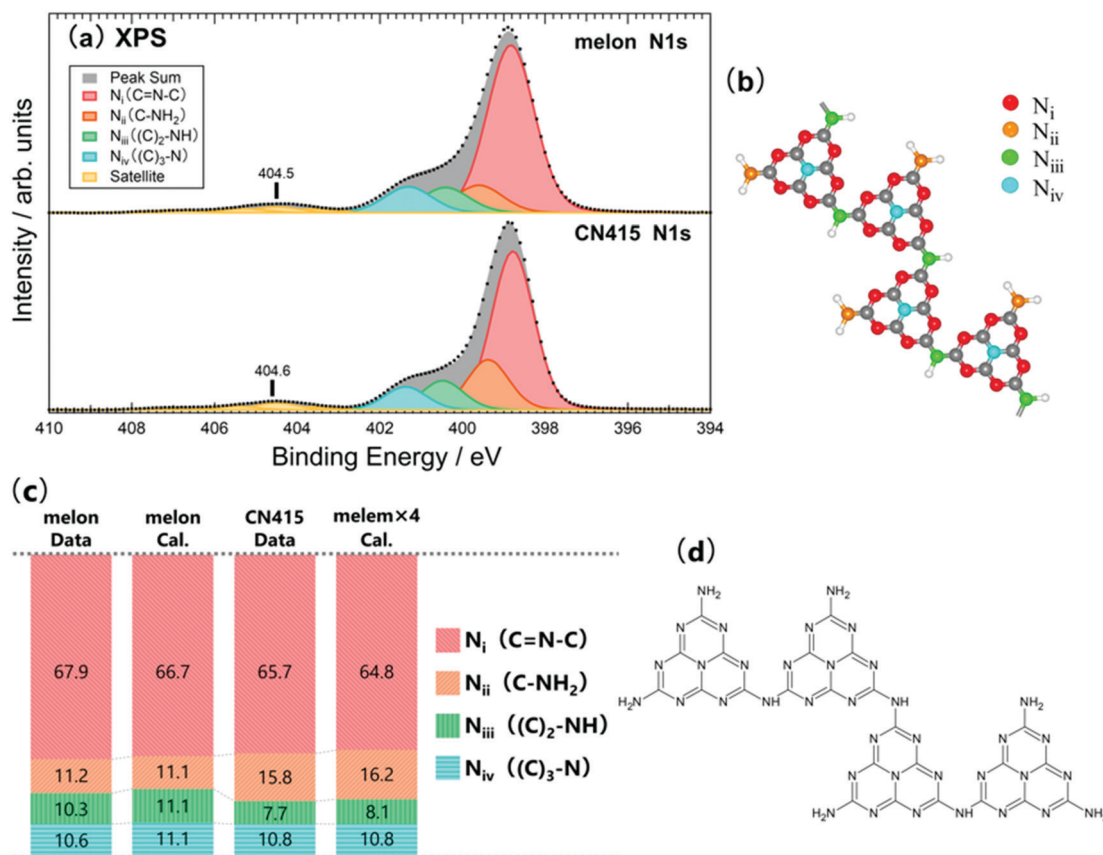 (a) XPS
melon N1s
Peak Sum
Ni (C=N-C)
Nii (C-NH2)
Niii ((C)2-NH)
Niv ((C)3-N)
Satellite
404.5
CN415 N1s
404.6
Intensity / arb. units
410 408 406 404 402 400 398 396 394
Binding Energy / eV
(b)
Ni
Nii
Niii
Niv
(c)
melon Data
melon Cal.
CN415 Data
melem×4 Cal.
67.9 66.7 65.7 64.8
11.2 11.1 15.8 16.2
10.3 11.1 7.7 8.1
10.6 11.1 10.8 10.8
Ni (C=N-C)
Nii (C-NH2)
Niii ((C)2-NH)
Niv ((C)3-N)
(d)
NH2 NH2
N N N N
N N N N N N
H2N N N NH N N NH NH2
N N N N
N N N N N N
H2N N N NH N N NH